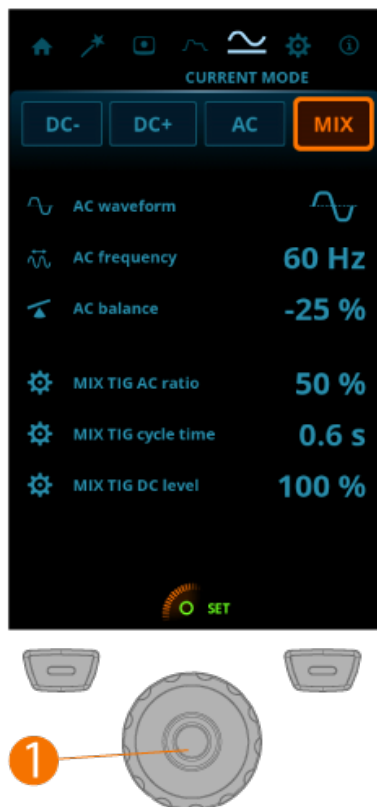 CURRENT MODE
DC- DC+ AC MIX
AC waveform
AC frequency 60 Hz
AC balance -25 %
MIX TIG AC ratio 50 %
MIX TIG cycle time 0.6 s
MIX TIG DC level 100 %
SET
1